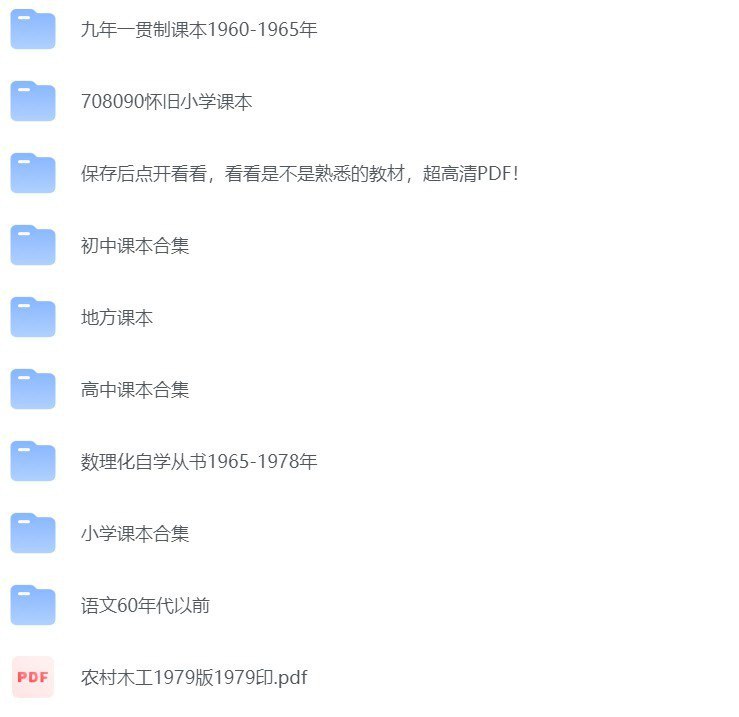 九年一贯制课本1960-1965年
708090怀旧小学课本
保存后点开看看，看看是不是熟悉的教材，超高清PDF！
初中课本合集
地方课本
高中课本合集
数理化自学从书1965-1978年
小学课本合集
语文60年代以前
PDF 农村木工1979版1979印.pdf